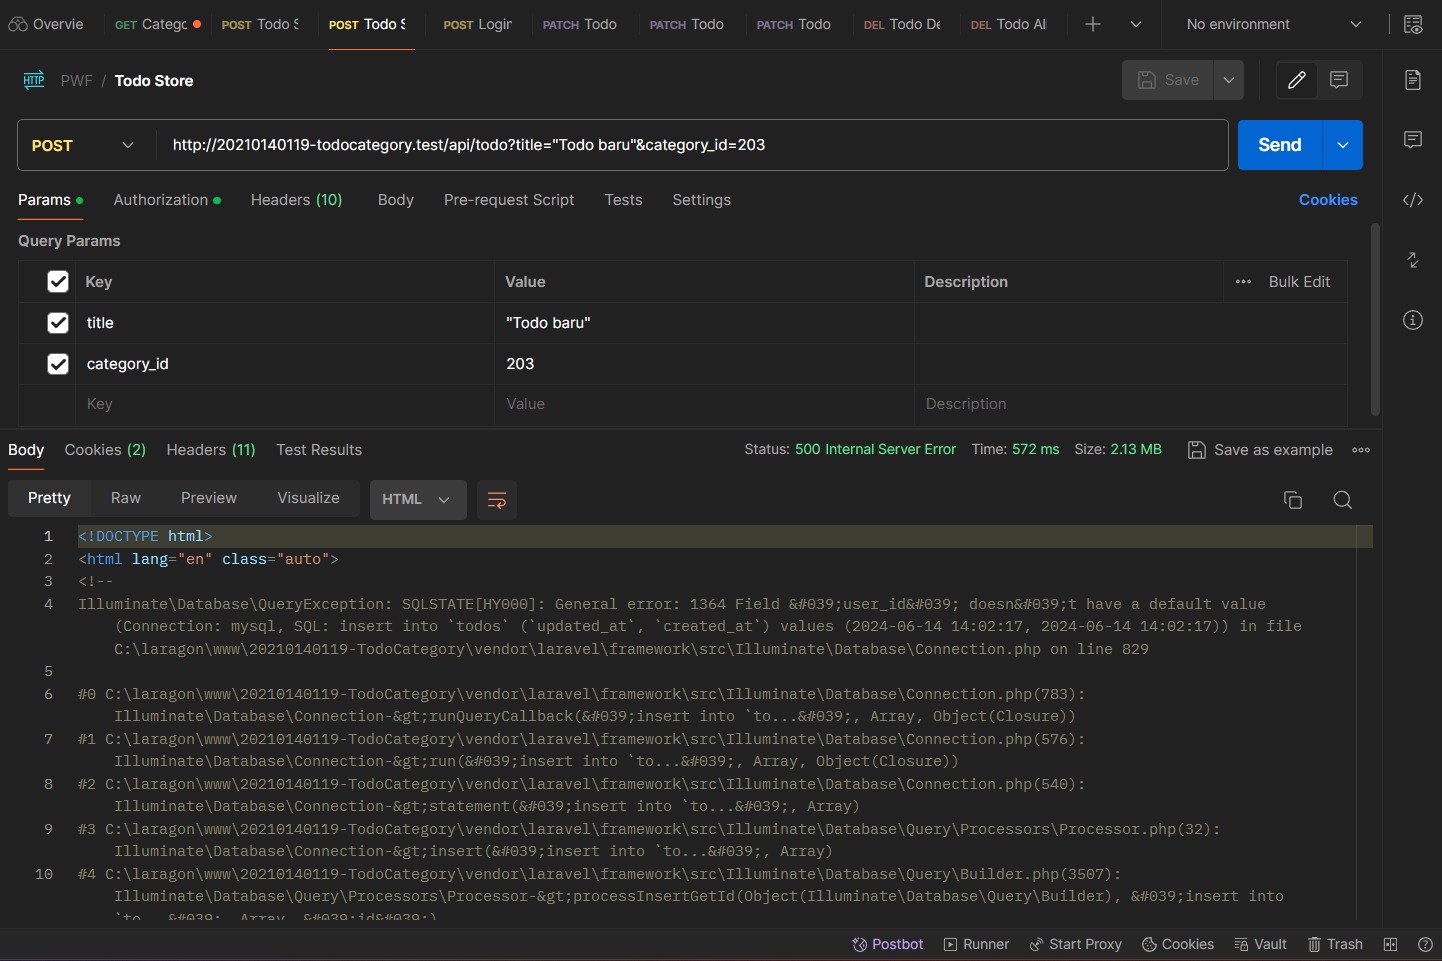 Overvie GET Catego POST Todo S POST Todo S POST Login PATCH Todo PATCH Todo PATCH Todo DEL Todo De DEL Todo Al No environment
HTTP PWF / Todo Store Save
POST http://20210140119-todocategory.test/api/todo?title="Todo baru"&category_id=203 Send
Params Authorization Headers (10) Body Pre-request Script Tests Settings Cookies
Query Params
Key Value Description Bulk Edit
title "Todo baru"
category_id 203
Key Value Description
Body Cookies (2) Headers (11) Test Results Status: 500 Internal Server Error Time: 572 ms Size: 2.13 MB Save as example
Pretty Raw Preview Visualize HTML
1 <!DOCTYPE html>
2 <html lang="en" class="auto">
3 <!--
4 Illuminate\Database\QueryException: SQLSTATE[HY000]: General error: 1364 Field &#039;user_id&#039; doesn&#039;t have a default value
(Connection: mysql, SQL: insert into `todos` (`updated_at`, `created_at`) values (2024-06-14 14:02:17, 2024-06-14 14:02:17)) in file
C:\laragon\www\20210140119-TodoCategory\vendor\laravel\framework\src\Illuminate\Database\Connection.php on line 829
5
6 #0 C:\laragon\www\20210140119-TodoCategory\vendor\laravel\framework\src\Illuminate\Database\Connection.php(783):
Illuminate\Database\Connection-&gt;runQueryCallback(&#039;insert into `to...&#039;, Array, Object(Closure))
7 #1 C:\laragon\www\20210140119-TodoCategory\vendor\laravel\framework\src\Illuminate\Database\Connection.php(576):
Illuminate\Database\Connection-&gt;run(&#039;insert into `to...&#039;, Array, Object(Closure))
8 #2 C:\laragon\www\20210140119-TodoCategory\vendor\laravel\framework\src\Illuminate\Database\Connection.php(540):
Illuminate\Database\Connection-&gt;statement(&#039;insert into `to...&#039;, Array)
9 #3 C:\laragon\www\20210140119-TodoCategory\vendor\laravel\framework\src\Illuminate\Database\Query\Processors\Processor.php(32):
Illuminate\Database\Connection-&gt;insert(&#039;insert into `to...&#039;, Array)
10 #4 C:\laragon\www\20210140119-TodoCategory\vendor\laravel\framework\src\Illuminate\Database\Query\Builder.php(3507):
Illuminate\Database\Query\Processors\Processor-&gt;processInsertGetId(Object(Illuminate\Database\Query\Builder), &#039;insert into
`to...&#039;, Array, &#039;id&#039;)
Postbot Runner Start Proxy Cookies Vault Trash